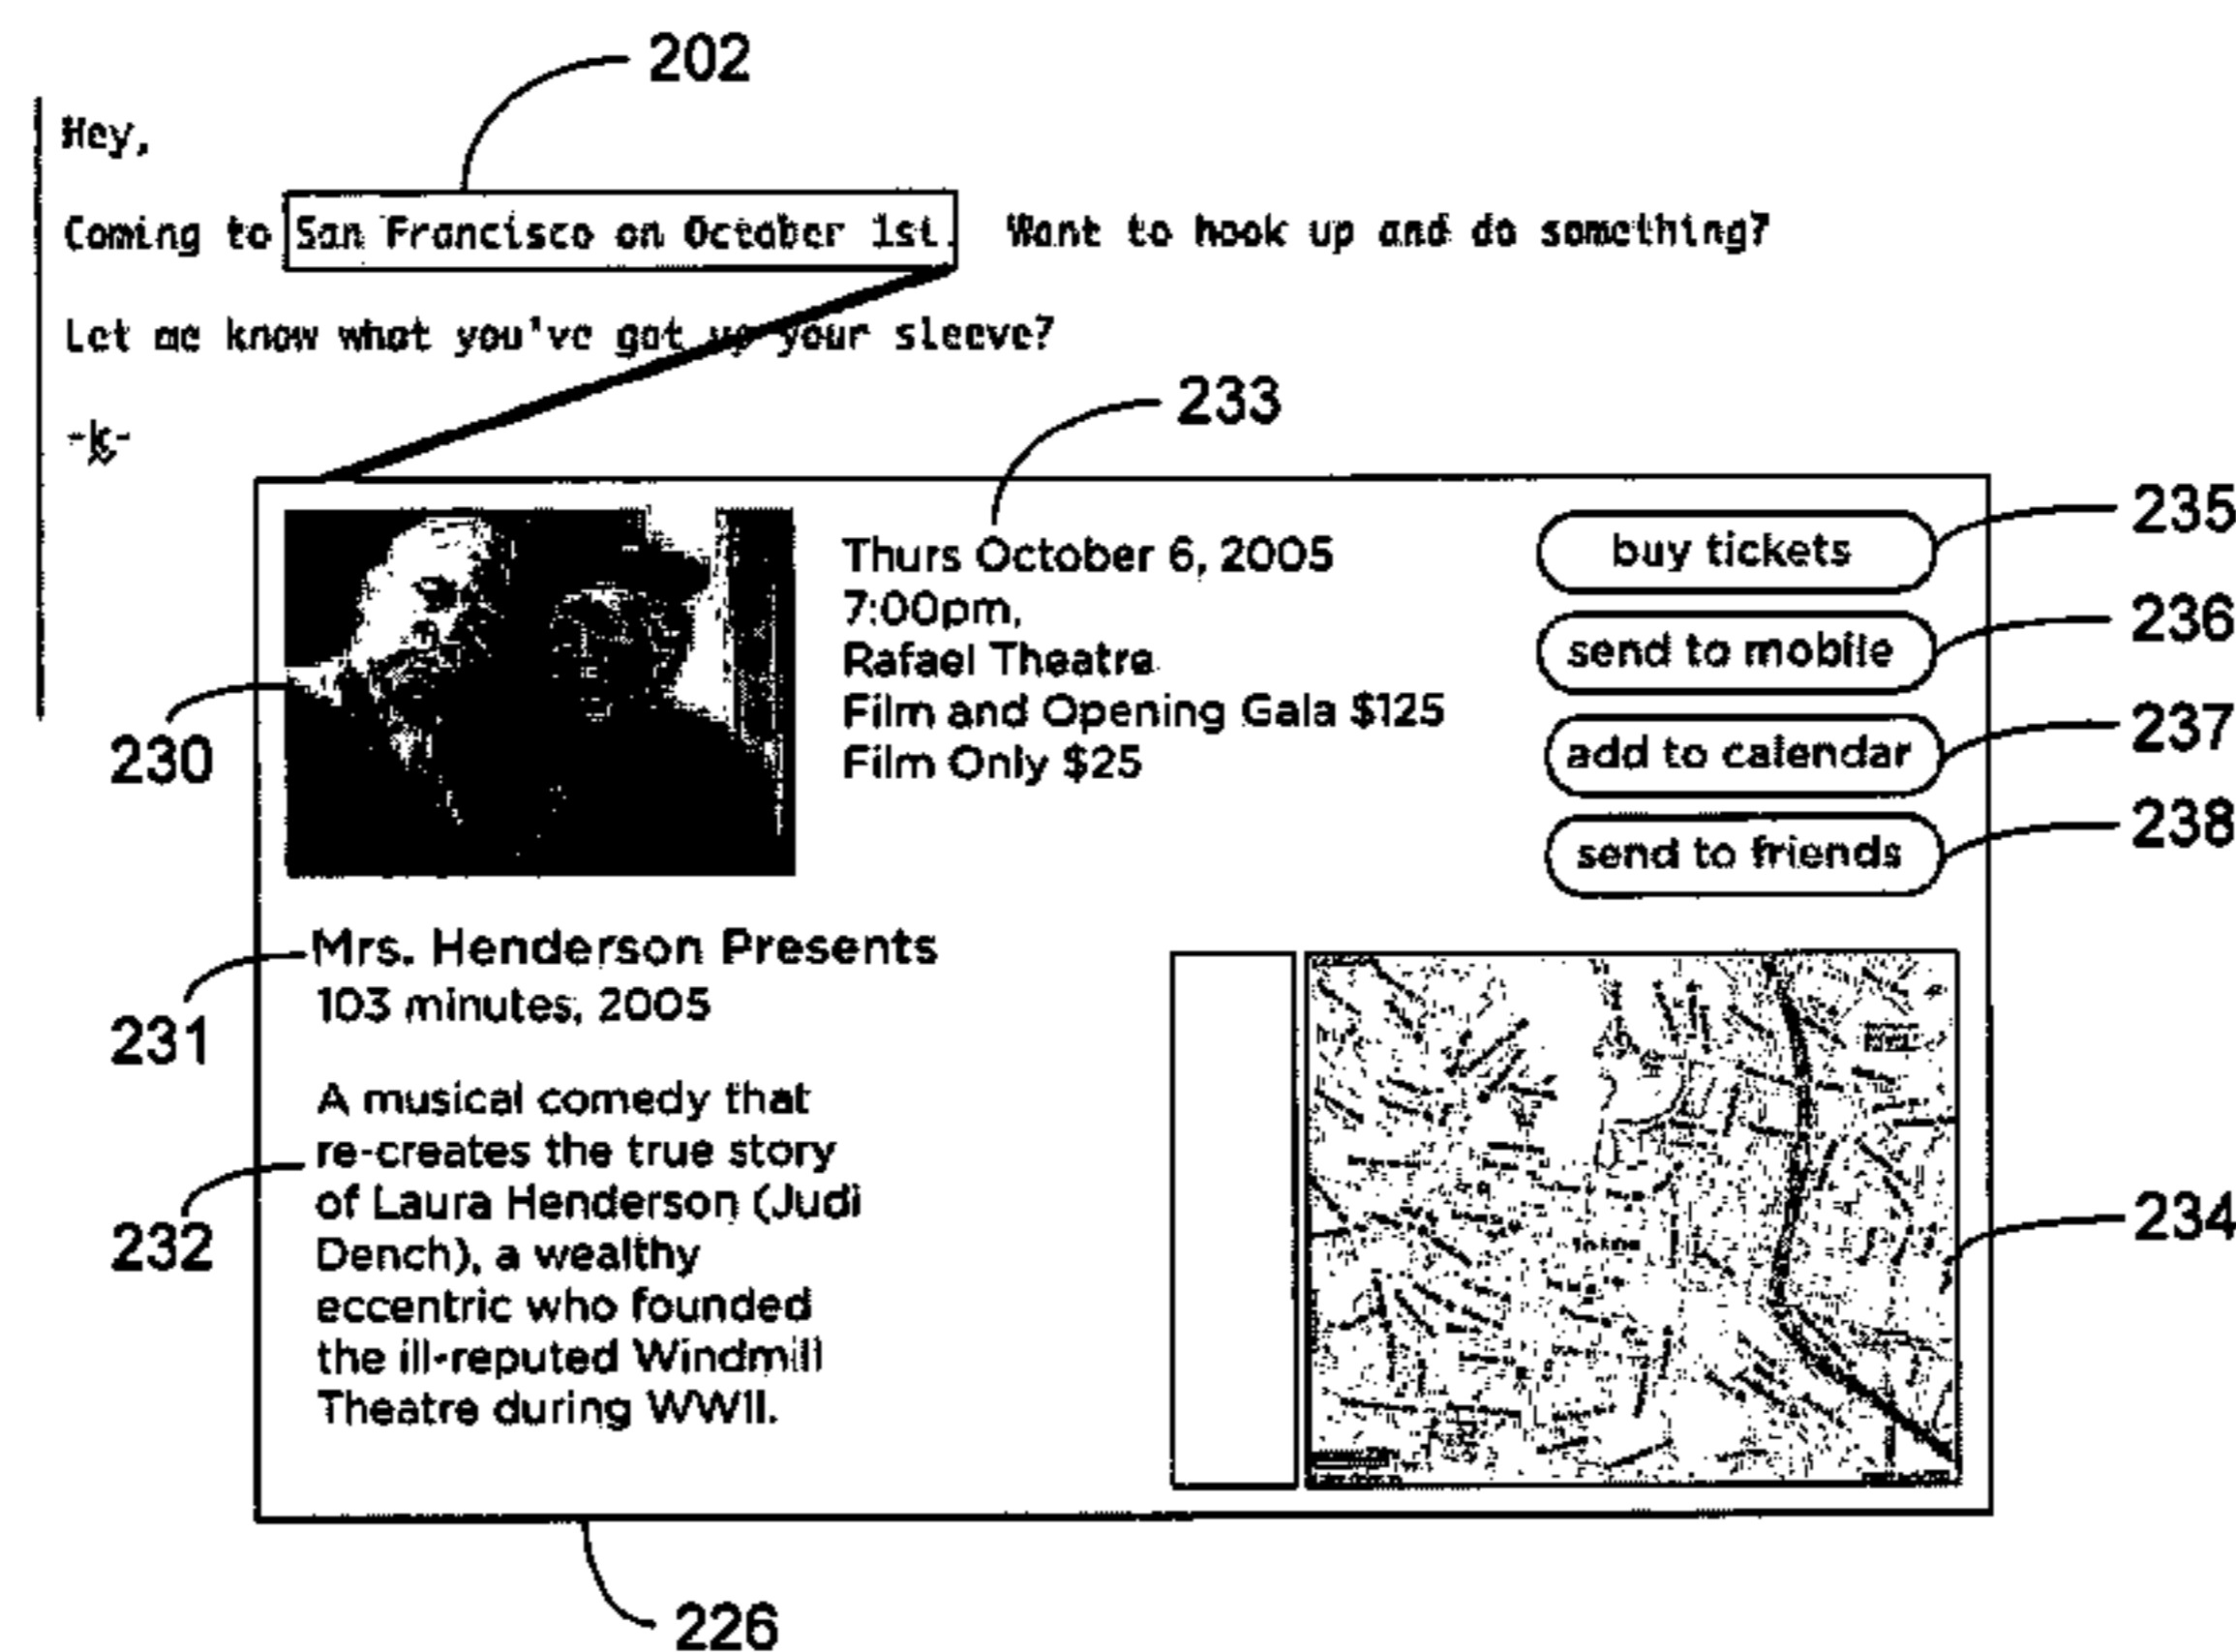 202
Hey,
Coming to San Francisco on October 1st. Want to hook up and do something?
Let me know what you've got up your sleeve?
-k-
233
Thurs October 6, 2005
7:00pm,
Rafael Theatre
Film and Opening Gala $125
Film Only $25
buy tickets
235
send to mobile
236
add to calendar
237
send to friends
238
230
Mrs. Henderson Presents
103 minutes, 2005
231
A musical comedy that
re-creates the true story
of Laura Henderson (Judi
Dench), a wealthy
eccentric who founded
the ill-reputed Windmill
Theatre during WWII.
232
234
226